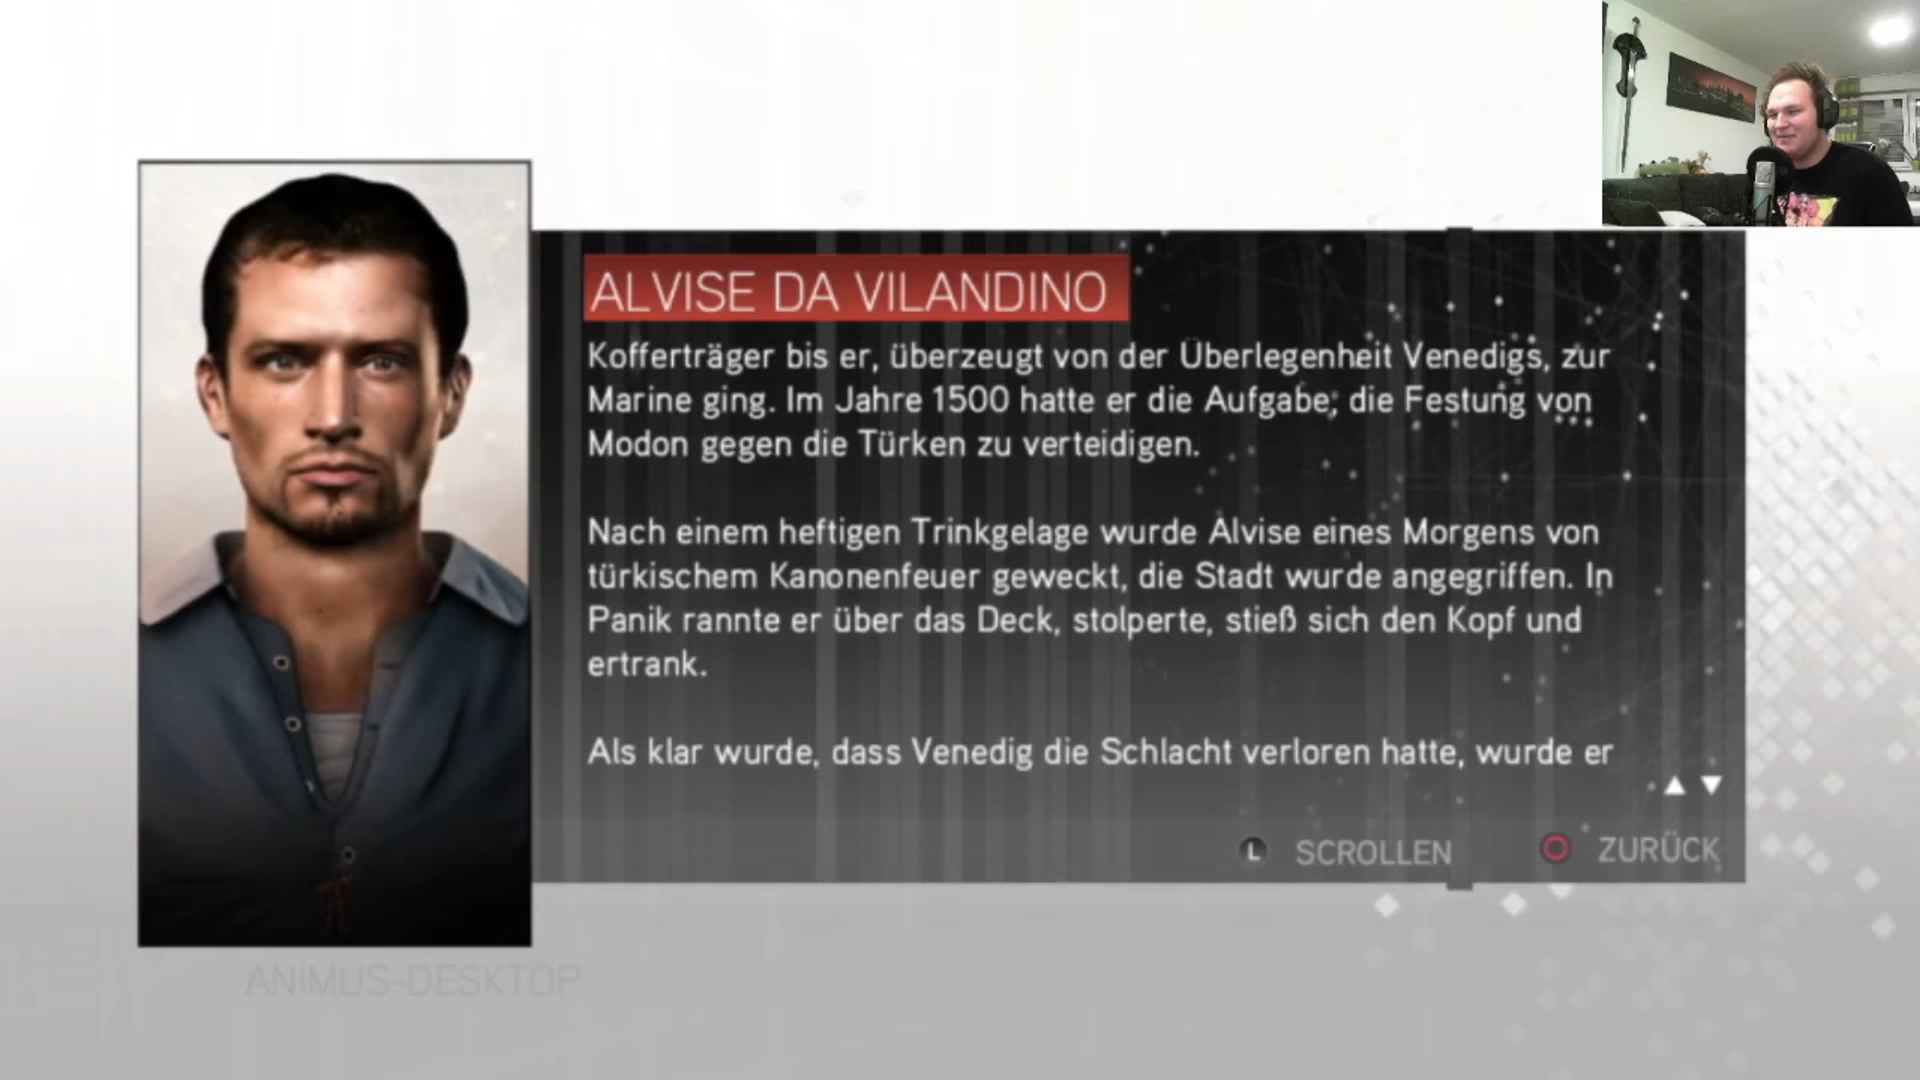 ALVISE DA VILANDINO
Kofferträger bis er, überzeugt von der Überlegenheit Venedigs, zur
Marine ging. Im Jahre 1500 hatte er die Aufgabe, die Festung von
Modon gegen die Türken zu verteidigen.
Nach einem heftigen Trinkgelage wurde Alvise eines Morgens von
türkischem Kanonenfeuer geweckt, die Stadt wurde angegriffen. In
Panik rannte er über das Deck, stolperte, stieß sich den Kopf und
ertrank.
Als klar wurde, dass Venedig die Schlacht verloren hatte, wurde er
L SCROLLEN ZURÜCK
ANIMUS-DESKTOP